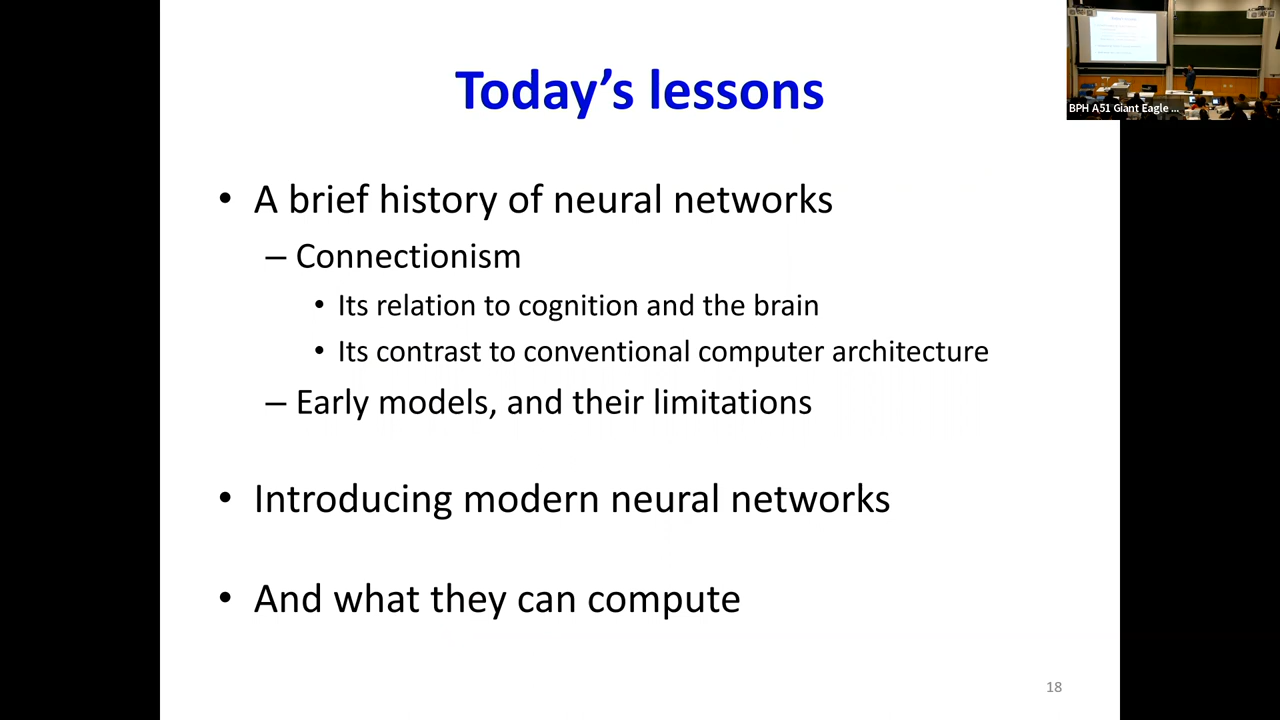 Today's lessons
BPH A51 Giant Eagle ...
• A brief history of neural networks
– Connectionism
• Its relation to cognition and the brain
• Its contrast to conventional computer architecture
– Early models, and their limitations
• Introducing modern neural networks
• And what they can compute
18